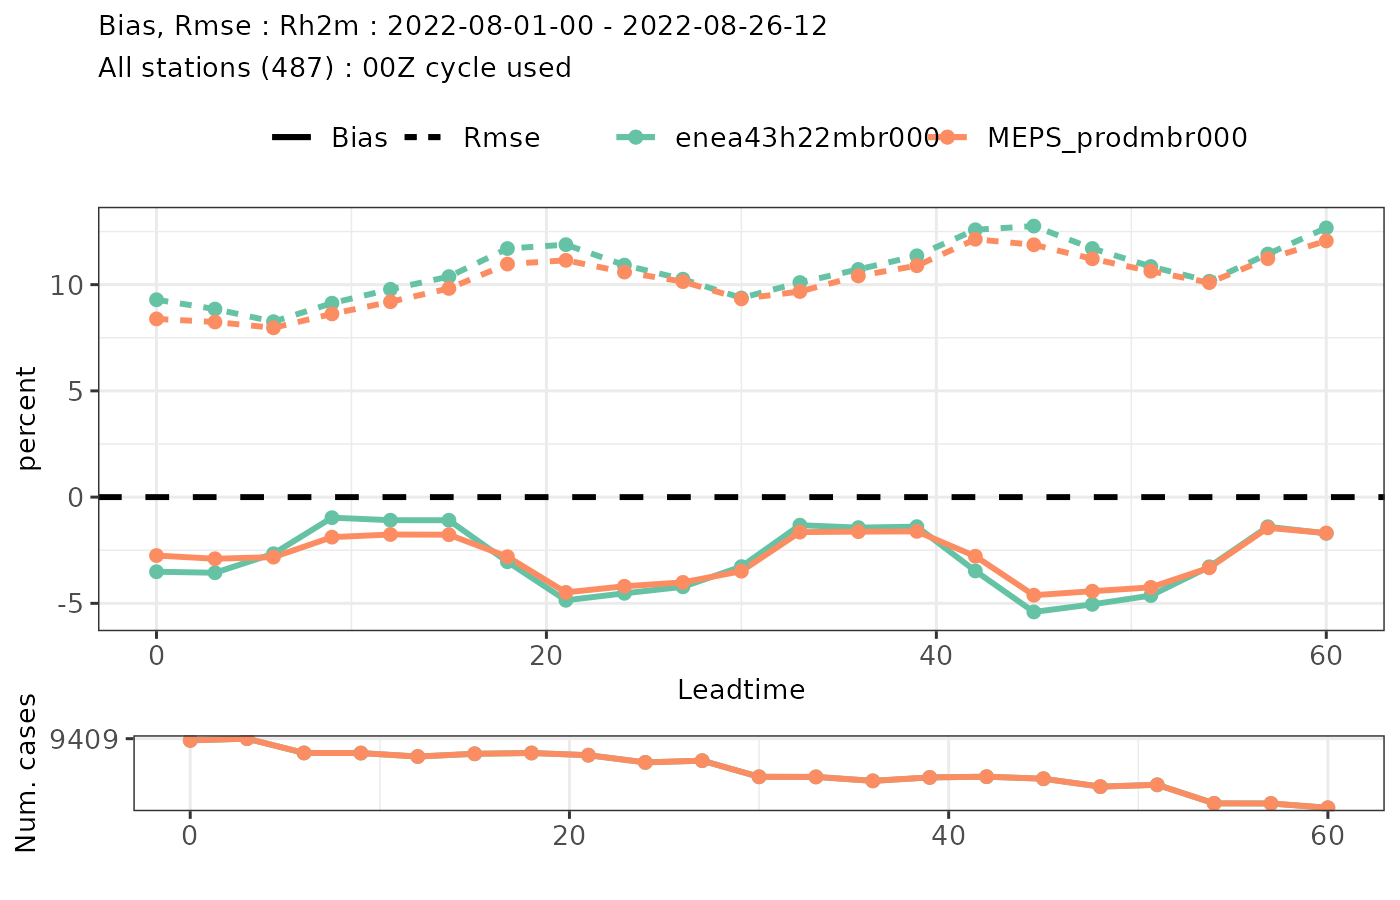 Bias, Rmse : Rh2m : 2022-08-01-00 - 2022-08-26-12
All stations (487) : 00Z cycle used
Bias Rmse enea43h22mbr000 MEPS_prodmbr000
percent
10
5
0
-5
0 20 40 60
Leadtime
Num. cases
9409
0 20 40 60